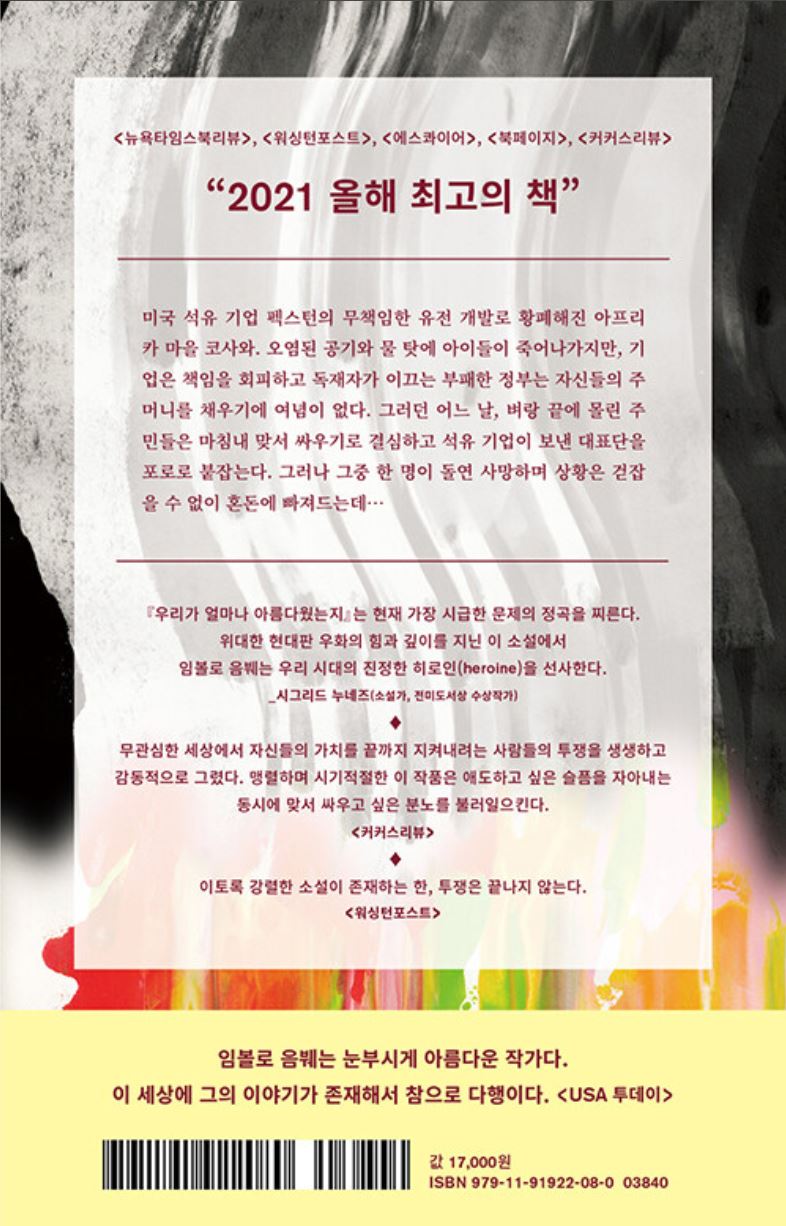 <뉴욕타임스북리뷰>, <워싱턴포스트>, <에스콰이어>, <북페이지>, <커커스리뷰>
“2021 올해 최고의 책”
미국 석유 기업 펙스턴의 무책임한 유전 개발로 황폐해진 아프리
카 마을 코사와. 오염된 공기와 물 탓에 아이들이 죽어나가지만, 기
업은 책임을 회피하고 독재자가 이끄는 부패한 정부는 자신들의 주
머니를 채우기에 여념이 없다. 그러던 어느 날, 벼랑 끝에 몰린 주
민들은 마침내 맞서 싸우기로 결심하고 석유 기업이 보낸 대표단을
포로로 붙잡는다. 그러나 그중 한 명이 돌연 사망하며 상황은 걷잡
을 수 없이 혼돈에 빠져드는데…
『우리가 얼마나 아름다웠는지』는 현재 가장 시급한 문제의 정곡을 찌른다.
위대한 현대판 우화의 힘과 깊이를 지닌 이 소설에서
임볼로 음붸는 우리 시대의 진정한 히로인(heroine)을 선사한다.
_시그리드 누네즈(소설가, 전미도서상 수상작가)
무관심한 세상에서 자신들의 가치를 끝까지 지켜내려는 사람들의 투쟁을 생생하고
감동적으로 그렸다. 맹렬하며 시기적절한 이 작품은 애도하고 싶은 슬픔을 자아내는
동시에 맞서 싸우고 싶은 분노를 불러일으킨다.
<커커스리뷰>
이토록 강렬한 소설이 존재하는 한, 투쟁은 끝나지 않는다.
<워싱턴포스트>
임볼로 음붸는 눈부시게 아름다운 작가다.
이 세상에 그의 이야기가 존재해서 참으로 다행이다. <USA 투데이>
값 17,000원
ISBN 979-11-91922-08-0 03840